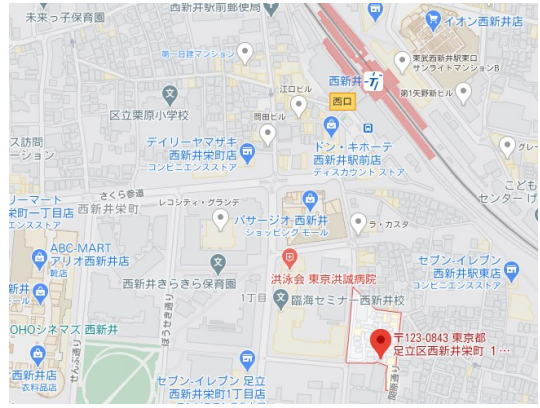 未来っ子保育園
西新井駅前郵便局
イオン西新井店
第一日建マンション
西新井
東武西新井駅東口
サンライトマンションB
江口ビル
西口
第1矢野新ビル
区立栗原小学校
岡田ビル
ス訪問
ーション
デイリーヤマザキ
西新井栄町店
コンビニエンスストア
ドン・キホーテ
西新井駅前店
ディスカウント ストア
グレー
こども
センター げ
リーマート
栄町一丁目店
エンスストア
さくら参道
西新井栄町
レコシティ・グランデ
パサージオ 西新井
ショッピング モール
ラ・カスタ
ABC-MART
アリオ西新井店
靴店
西新井きらきら保育園
洪泳会 東京洪誠病院
セブン-イレブン
西新井駅東店
コンビニエンスストア
1丁目
臨海セミナー西新井校
ほうせき通り
OHOシネマズ 西新井
〒123-0843 東京都
足立区西新井栄町 1…
ぜんぶ通り
西新井店
衣料品店
セブン-イレブン 足立
西新井栄町1丁目店
コンビニエンスストア